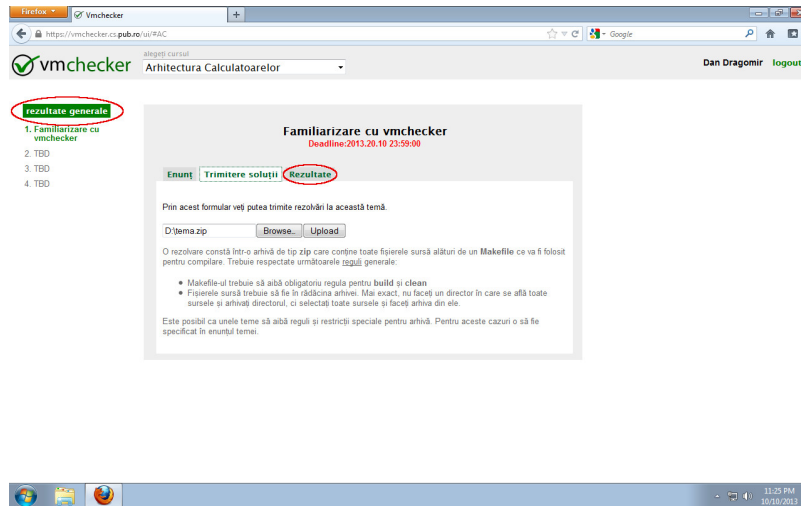 Firefox
Vmchecker
https://vmchecker.cs.pub.ro/ui/#AC
Google
vmchecker
alegeți cursul
Arhitectura Calculatoarelor
Dan Dragomir
logout
rezultate generale
1. Familiarizare cu
vmchecker
2. TBD
3. TBD
4. TBD
Familiarizare cu vmchecker
Deadline:2013.20.10 23:59:00
Enunț
Trimitere soluții
Rezultate
Prin acest formular veți putea trimite rezolvări la această temă.
D:\tema.zip
Browse..
Upload
O rezolvare constă într-o arhivă de tip zip care conține toate fișierele sursă alături de un Makefile ce va fi folosit
pentru compilare. Trebuie respectate următoarele reguli generale:
Makefile-ul trebuie să aibă obligatoriu regula pentru build și clean
Fișierele sursă trebuie să fie în rădăcina arhivei. Mai exact, nu faceți un director în care se află toate
sursele și arhivați directorul, ci selectați toate sursele și faceți arhiva din ele.
Este posibil ca unele teme să aibă reguli și restricții speciale pentru arhivă. Pentru aceste cazuri o să fie
specificat în enunțul temei.
11:25 PM
10/10/2013